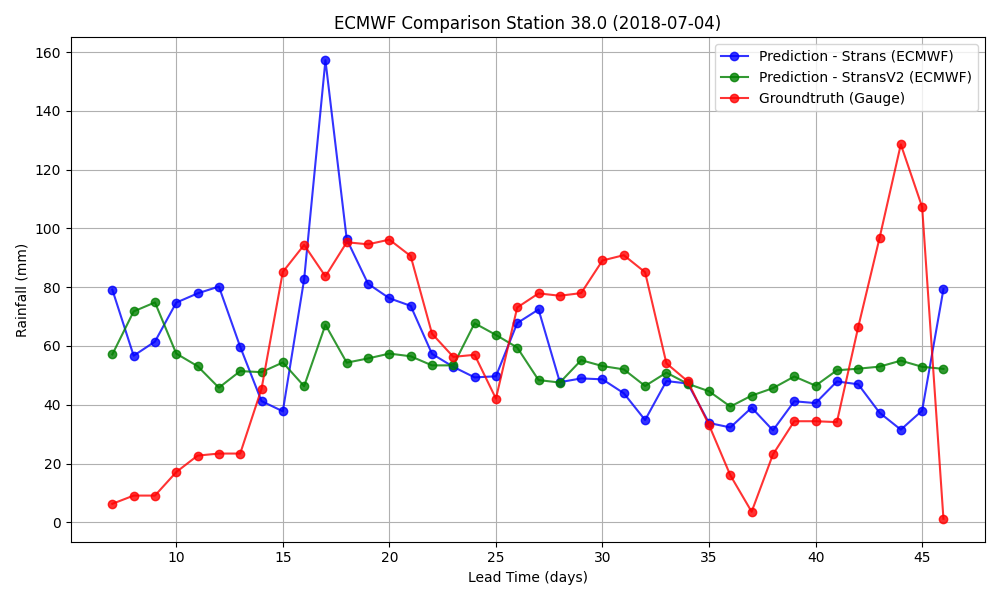 ECMWF Comparison Station 38.0 (2018-07-04)
Prediction - Strans (ECMWF)
Prediction - StransV2 (ECMWF)
Groundtruth (Gauge)
Rainfall (mm)
160
140
120
100
80
60
40
20
0
10 15 20 25 30 35 40 45
Lead Time (days)